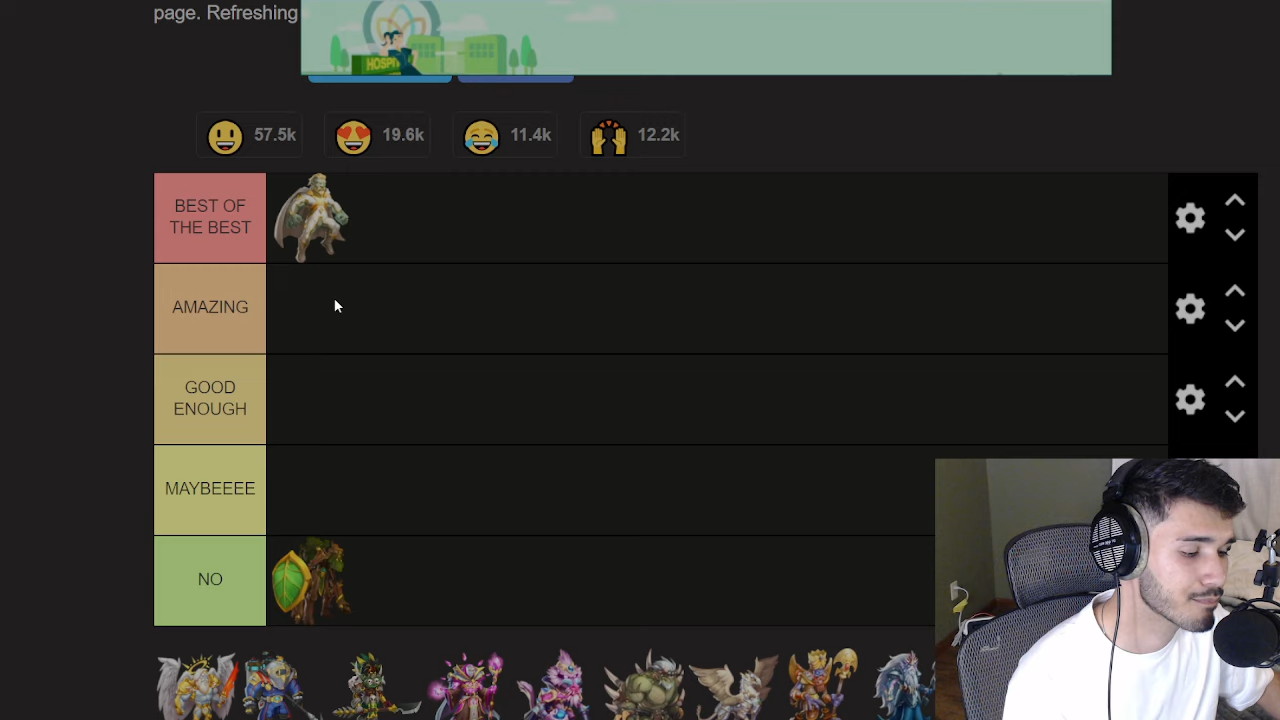 page. Refreshing
57.5k
19.6k
11.4k
12.2k
BEST OF
THE BEST
AMAZING
GOOD
ENOUGH
MAYBEEEE
NO